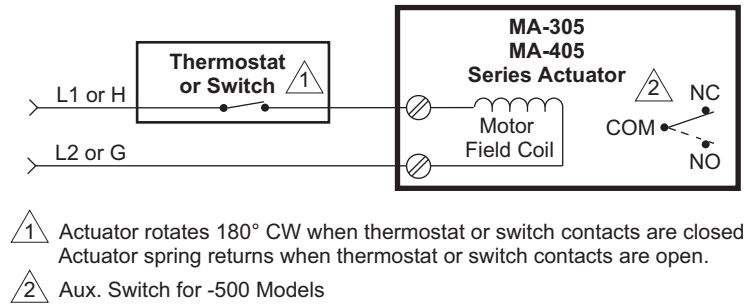 MA-305
MA-405
Series Actuator
Thermostat
or Switch
1
2
NC
L1 or H
COM
Motor
Field Coil
NO
L2 or G
1 Actuator rotates 180° CW when thermostat or switch contacts are closed
Actuator spring returns when thermostat or switch contacts are open.
2 Aux. Switch for -500 Models